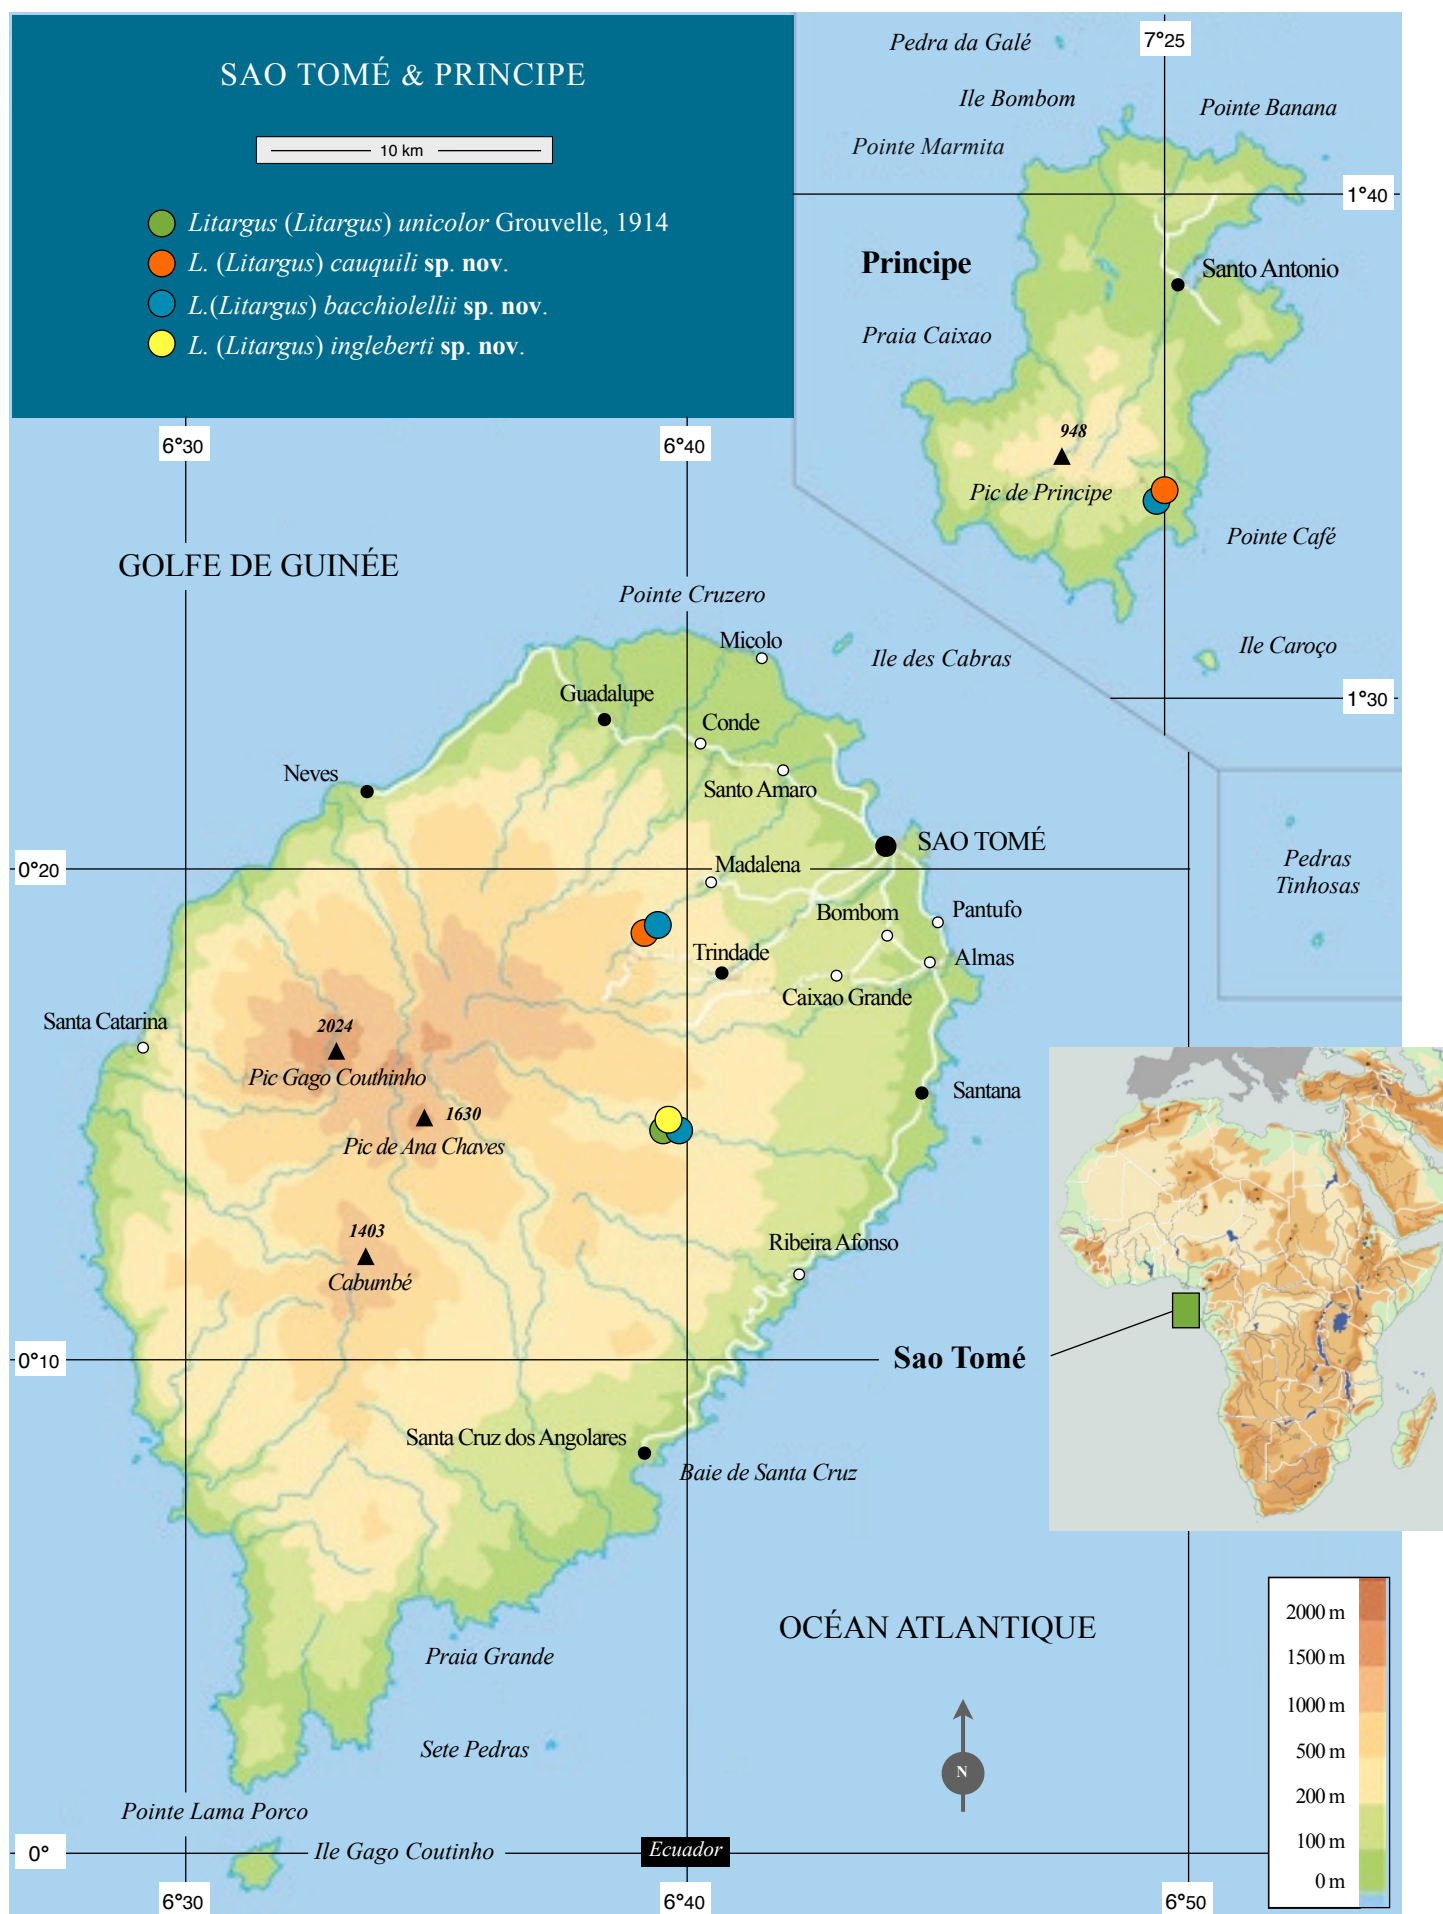 SAO TOMÉ & PRINCIPE
10 km
Litargus (Litargus) unicolor Grouvelle, 1914
L. (Litargus) cauquili sp. nov.
L.(Litargus) bacchiolellii sp. nov.
L. (Litargus) ingleberti sp. nov.
Pedra da Galé
7°25
Ile Bombom
Pointe Banana
Pointe Marmita
1°40
Principe
Santo Antonio
Praia Caixao
948
Pic de Principe
Pointe Café
Ile Caroço
1°30
6°30
6°40
GOLFE DE GUINÉE
Pointe Cruzero
Micolo
Ile des Cabras
Guadalupe
Conde
Neves
Santo Amaro
SAO TOMÉ
0°20
Madalena
Pedras
Tinhosas
Bombom
Pantufo
Trindade
Almas
Caixao Grande
Santa Catarina
2024
Pic Gago Couthinho
1630
Pic de Ana Chaves
Santana
1403
Cabumbé
Ribeira Afonso
0°10
Sao Tomé
Santa Cruz dos Angolares
Baie de Santa Cruz
OCÉAN ATLANTIQUE
Praia Grande
Sete Pedras
N
2000 m
1500 m
1000 m
500 m
200 m
100 m
0 m
Pointe Lama Porco
0°
Ile Gago Coutinho
Ecuador
6°30
6°40
6°50